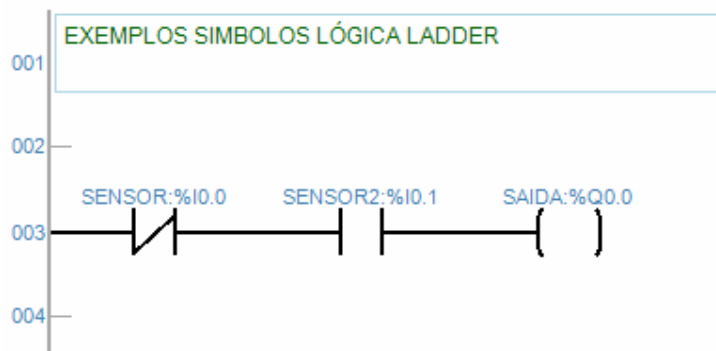 EXEMPLOS SIMBOLOS LÓGICA LADDER
001
002
SENSOR:%I0.0 SENSOR2:%I0.1 SAIDA:%Q0.0
003
004